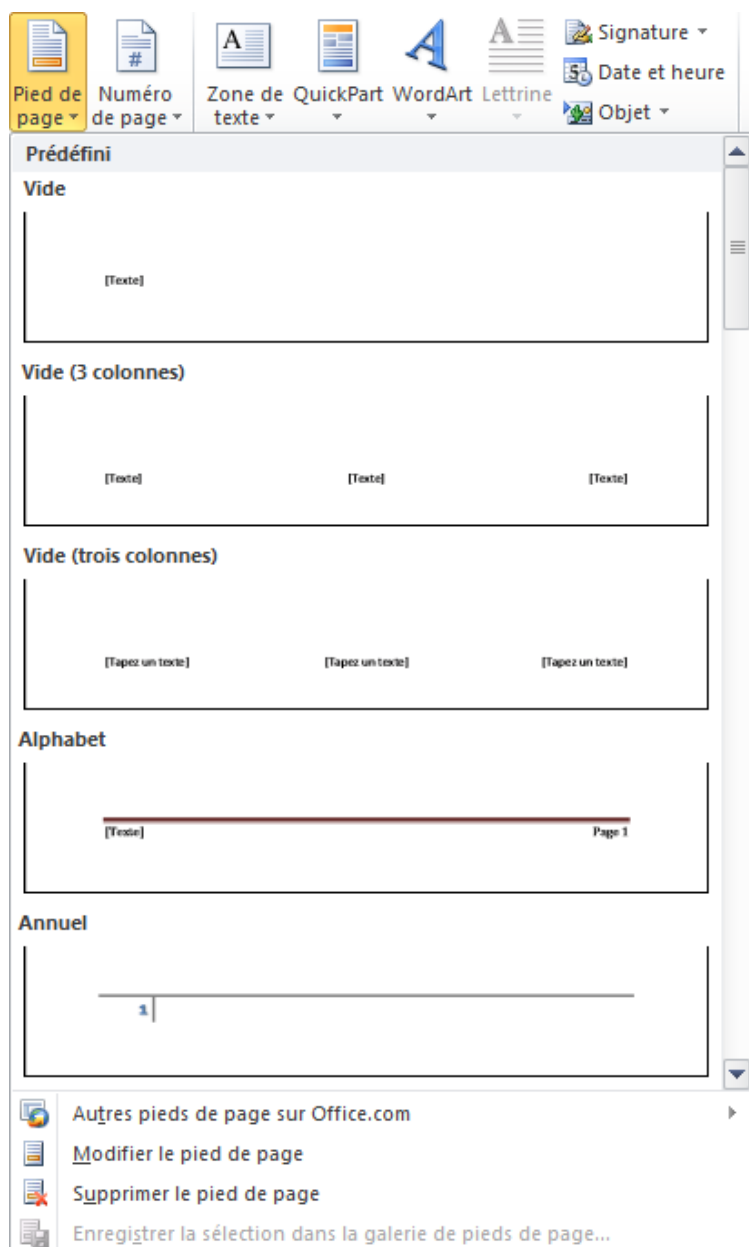 Pied de page
Numéro de page
Zone de texte
QuickPart
WordArt
Lettrine
Signature
Date et heure
Objet
Prédéfini
Vide
[Texte]
Vide (3 colonnes)
[Texte] [Texte] [Texte]
Vide (trois colonnes)
[Tapez un texte] [Tapez un texte] [Tapez un texte]
Alphabet
[Texte] Page 1
Annuel
1
Autres pieds de page sur Office.com
Modifier le pied de page
Supprimer le pied de page
Enregistrer la sélection dans la galerie de pieds de page...